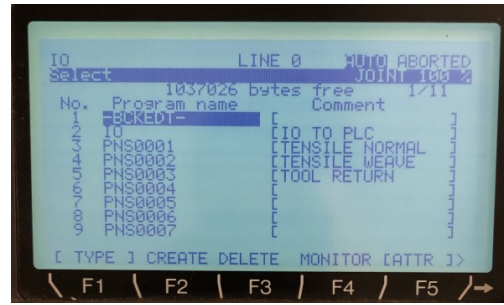 IO LINE 0 AUTO ABORTED
Select JOINT 100 %
1037026 bytes free 1/11
No. Program name Comment
1 -BCKEDT- [ ]
2 IO [IO TO PLC ]
3 PNS0001 [TENSILE NORMAL ]
4 PNS0002 [TENSILE WEAVE ]
5 PNS0003 [TOOL RETURN ]
6 PNS0004 [ ]
7 PNS0005 [ ]
8 PNS0006 [ ]
9 PNS0007 [ ]
[ TYPE ] CREATE DELETE MONITOR [ATTR ]>
F1 F2 F3 F4 F5 →